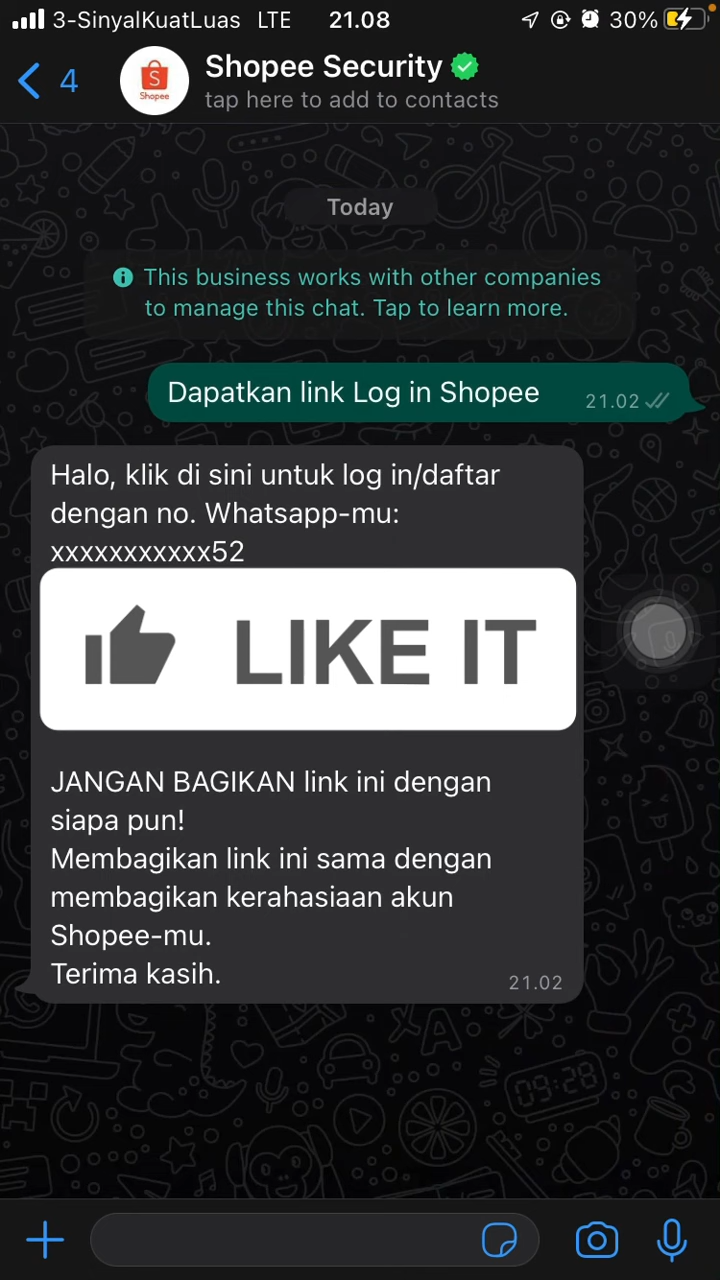 3-SinyalKuatLuas LTE 21.08 30%
4
Shopee
Shopee Security
tap here to add to contacts
Today
This business works with other companies
to manage this chat. Tap to learn more.
Dapatkan link Log in Shopee 21.02
Halo, klik di sini untuk log in/daftar
dengan no. Whatsapp-mu:
xxxxxxxxxxx52
LIKE IT
JANGAN BAGIKAN link ini dengan
siapa pun!
Membagikan link ini sama dengan
membagikan kerahasiaan akun
Shopee-mu.
Terima kasih. 21.02
09:28